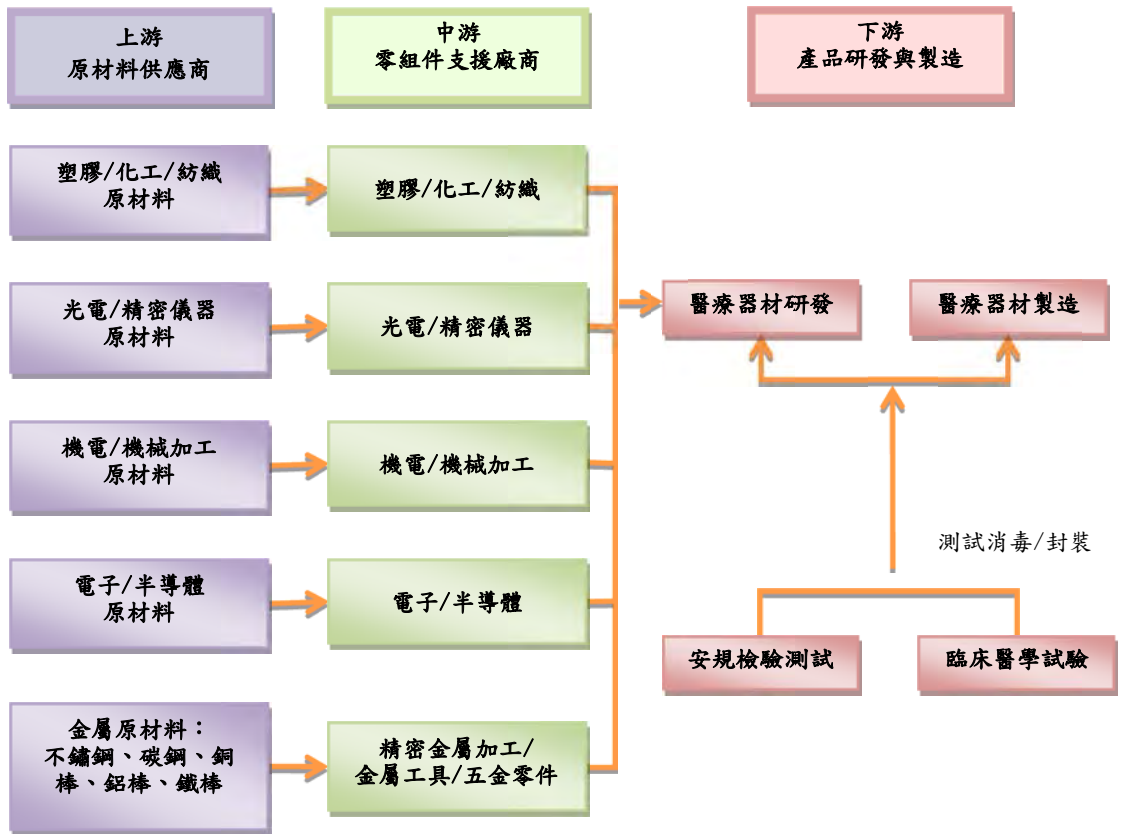 上游
原材料供應商
中游
零組件支援廠商
下游
產品研發與製造
塑膠/化工/紡織
原材料
塑膠/化工/紡織
光電/精密儀器
原材料
光電/精密儀器
醫療器材研發
醫療器材製造
機電/機械加工
原材料
機電/機械加工
測試消毒/封裝
電子/半導體
原材料
電子/半導體
安規檢驗測試
臨床醫學試驗
金屬原材料：
不鏽鋼、碳鋼、銅
棒、鋁棒、鐵棒
精密金屬加工/
金屬工具/五金零件